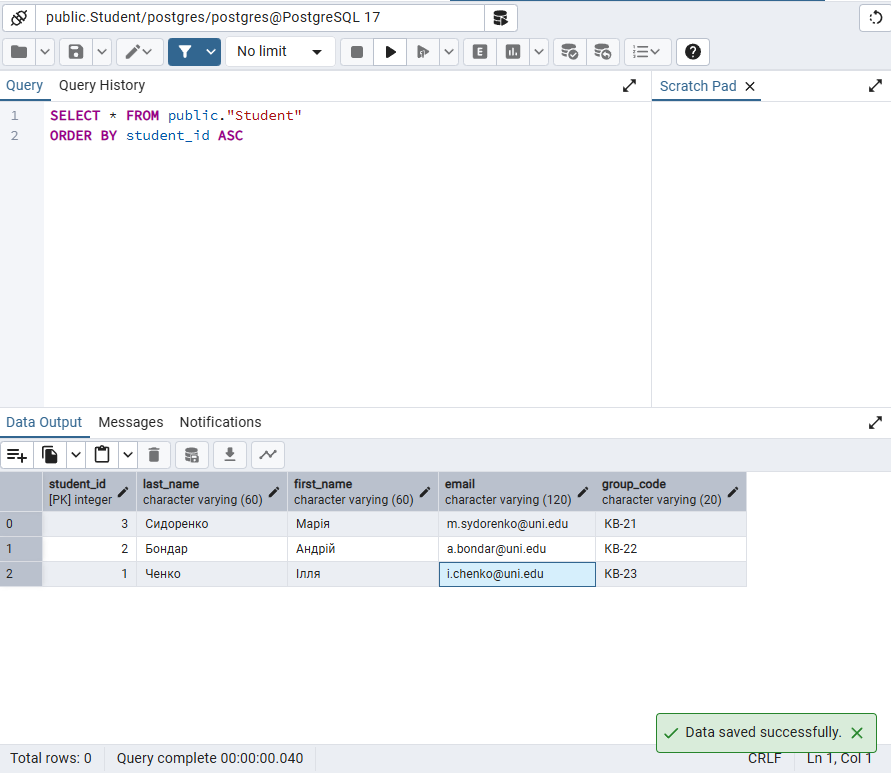 public.Student/postgres/postgres@PostgreSQL 17
No limit
E
Query Query History
Scratch Pad
1 SELECT * FROM public."Student"
2 ORDER BY student_id ASC
Data Output Messages Notifications
student_id last_name first_name email group_code
[PK] integer character varying (60) character varying (60) character varying (120) character varying (20)
0 3 Сидоренко Марія m.sydorenko@uni.edu КВ-21
1 2 Бондар Андрій a.bondar@uni.edu КВ-22
2 1 Ченко Ілля i.chenko@uni.edu КВ-23
Data saved successfully.
Total rows: 0 Query complete 00:00:00.040 CRLF Ln 1, Col 1